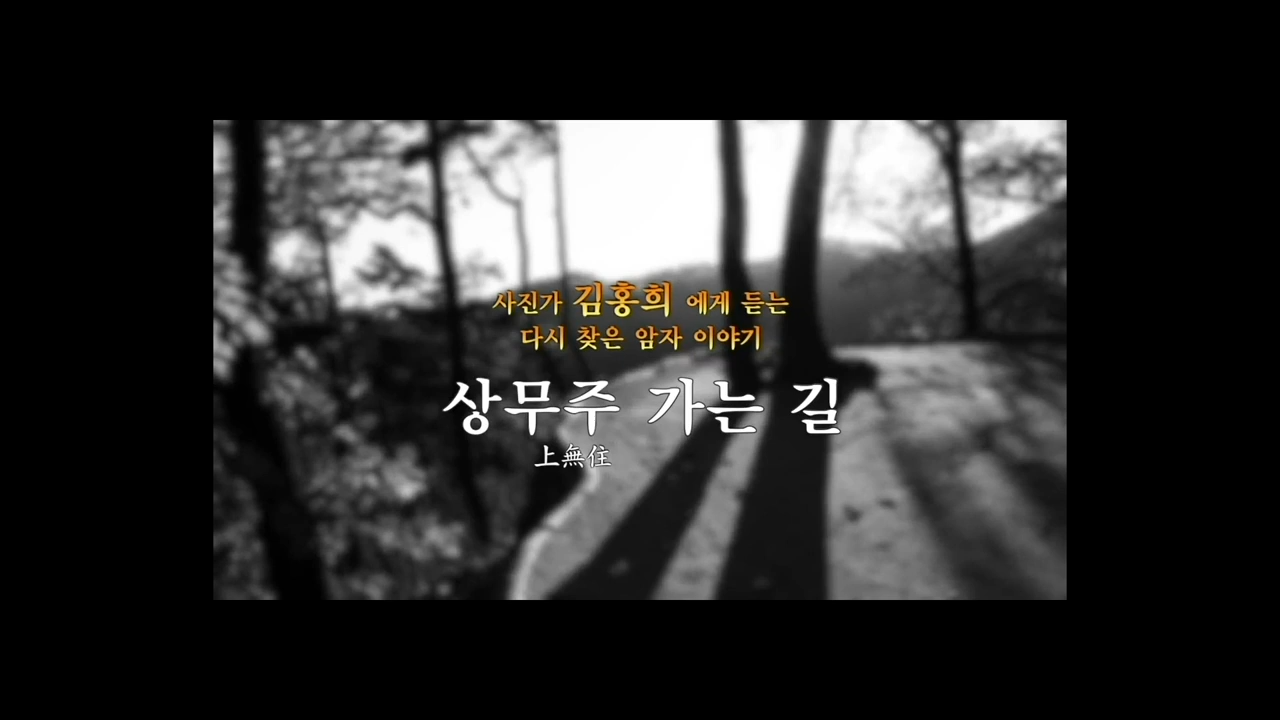 사진가 김홍희 에게 듣는
다시 찾은 암자 이야기
상무주 가는 길
上無住